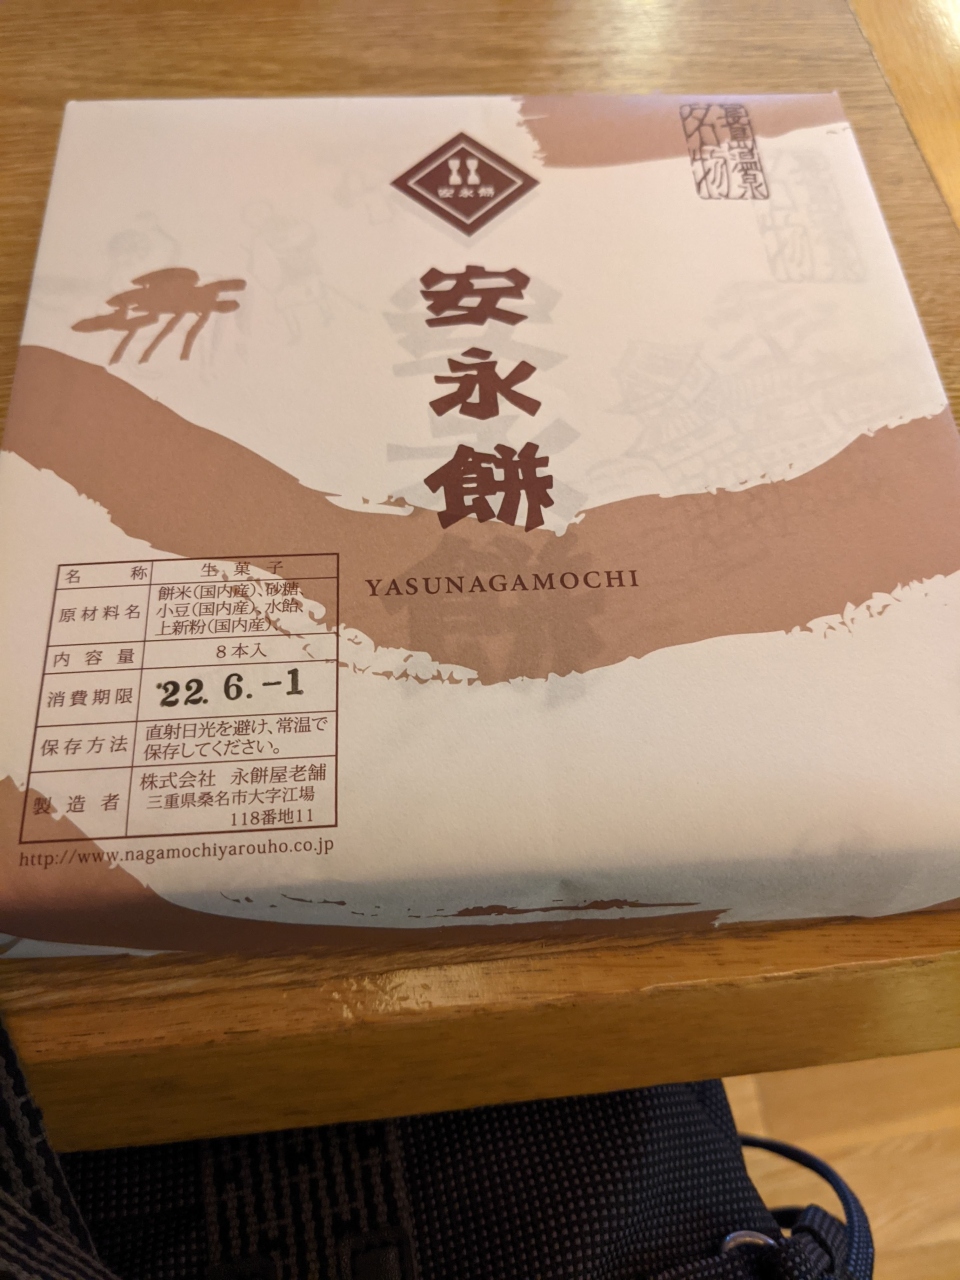 長島温泉
名物
安永餅
安永餅
YASUNAGAMOCHI
名称 生菓子
原材料名 餅米(国内産)、砂糖、
小豆(国内産)、水飴、
上新粉(国内産)、
内容量 8本入
消費期限 '22. 6. -1
保存方法 直射日光を避け、常温で
保存してください。
製造者 株式会社 永餅屋老舗
三重県桑名市大字江場
118番地11
http://www.nagamochiyarouho.co.jp